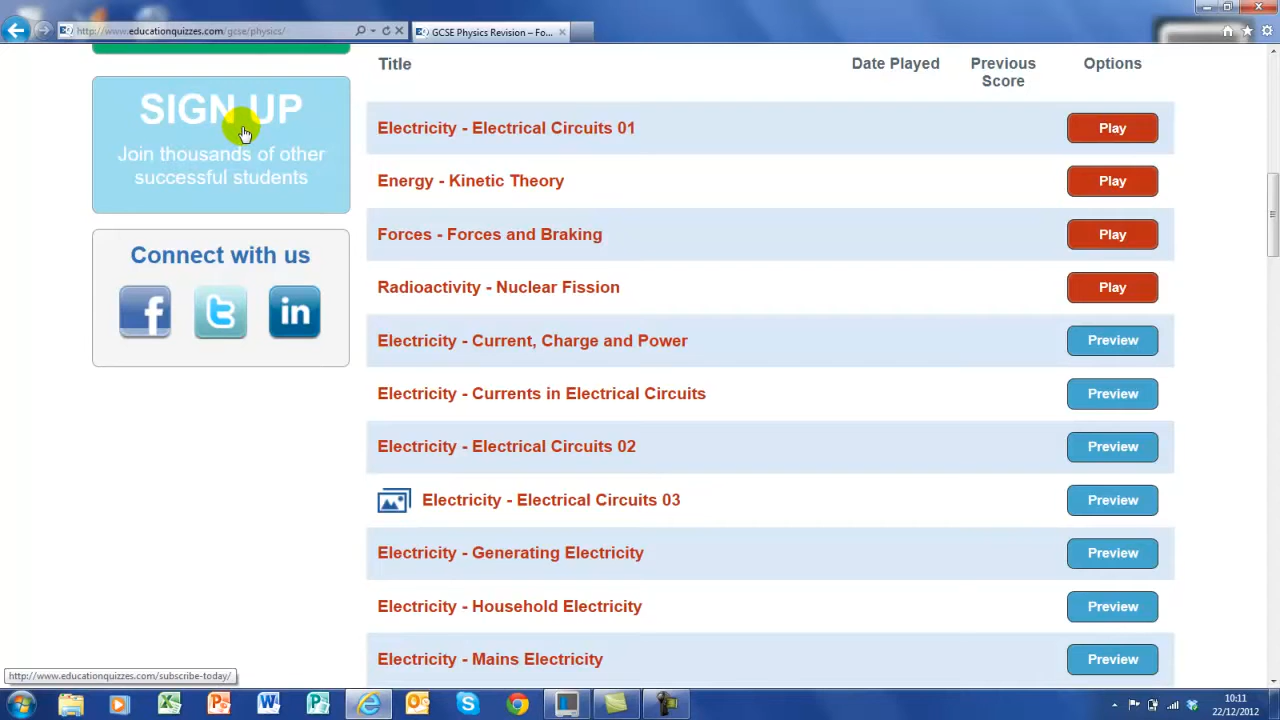 http://www.educationquizzes.com/gcse/physics/
GCSE Physics Revision – Fo...
SIGN UP
Join thousands of other
successful students
Connect with us
Title
Date Played
Previous
Score
Options
Electricity - Electrical Circuits 01
Play
Energy - Kinetic Theory
Play
Forces - Forces and Braking
Play
Radioactivity - Nuclear Fission
Play
Electricity - Current, Charge and Power
Preview
Electricity - Currents in Electrical Circuits
Preview
Electricity - Electrical Circuits 02
Preview
Electricity - Electrical Circuits 03
Preview
Electricity - Generating Electricity
Preview
Electricity - Household Electricity
Preview
Electricity - Mains Electricity
Preview
http://www.educationquizzes.com/subscribe-today/
10:11
22/12/2012